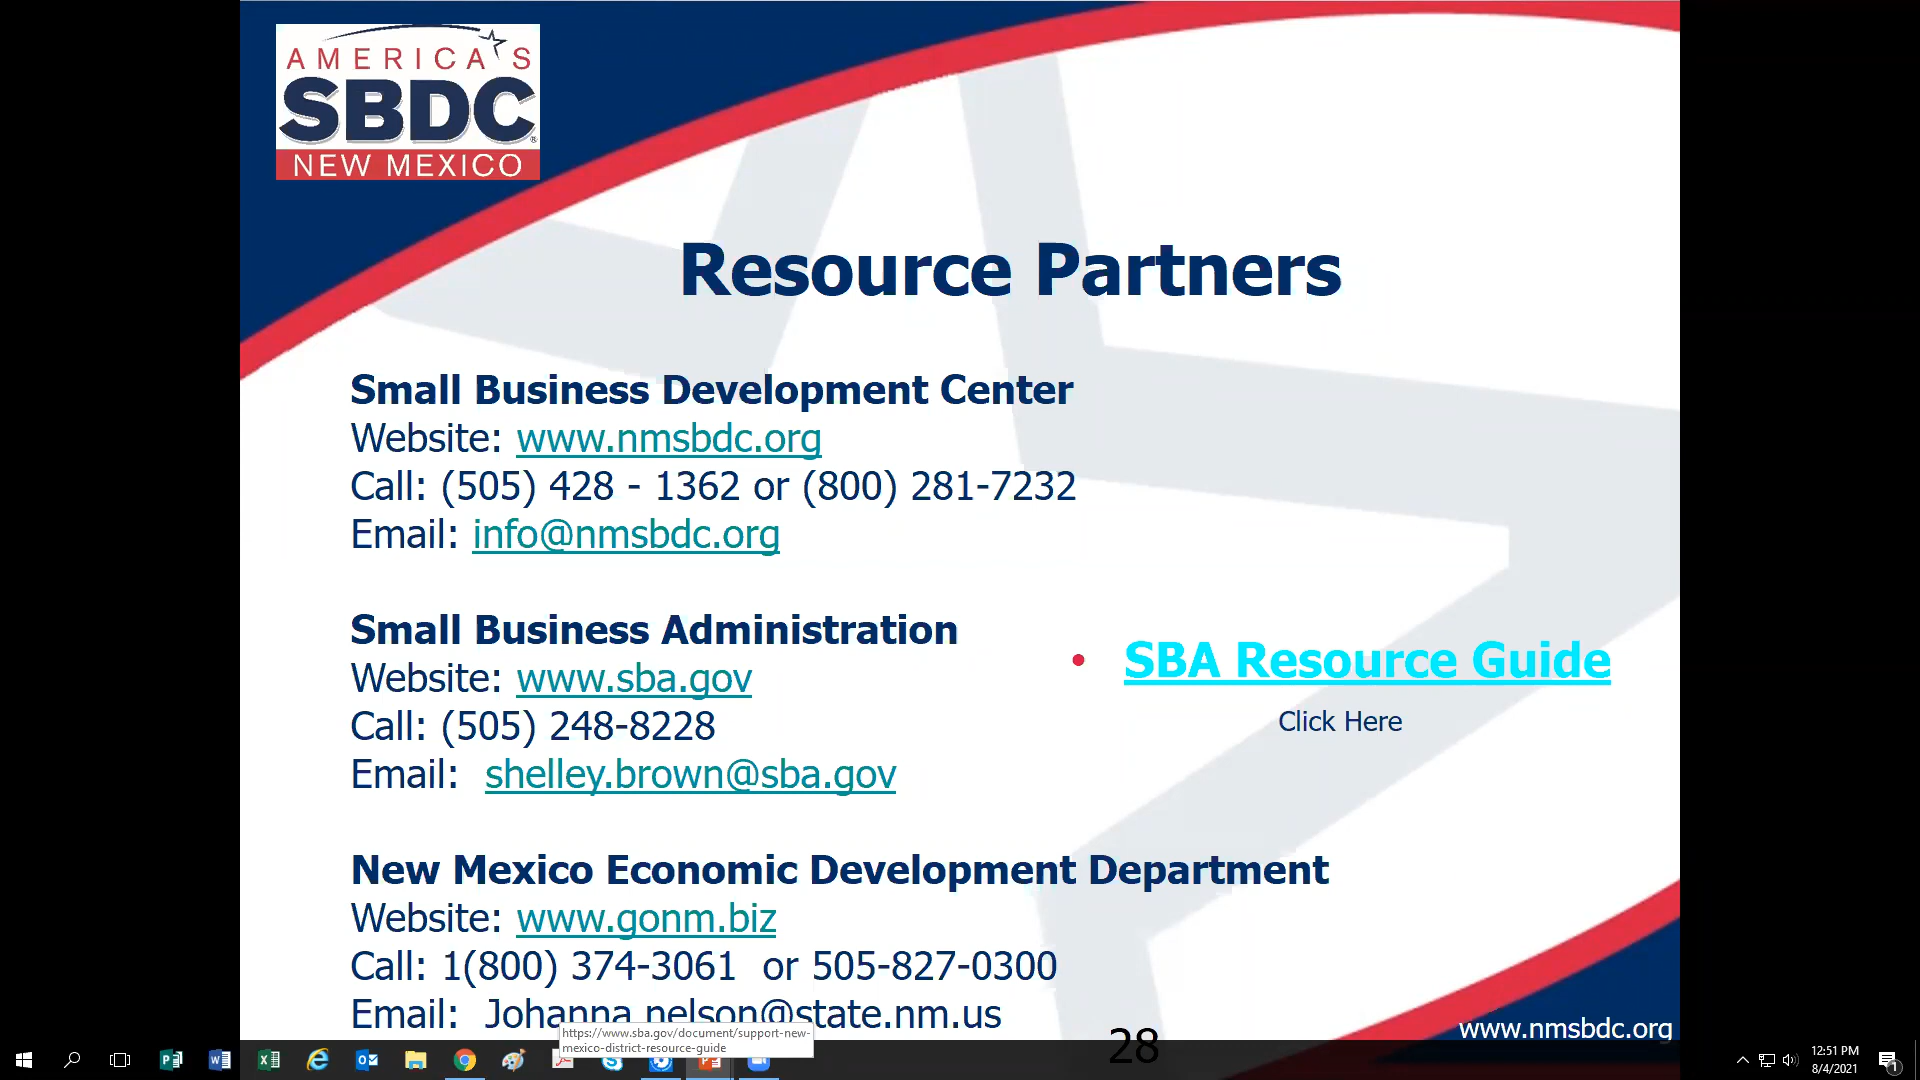 AMERICA'S
SBDC
NEW MEXICO
Resource Partners
Small Business Development Center
Website: www.nmsbdc.org
Call: (505) 428 - 1362 or (800) 281-7232
Email: info@nmsbdc.org
Small Business Administration
Website: www.sba.gov
Call: (505) 248-8228
Email: shelley.brown@sba.gov
• SBA Resource Guide
Click Here
New Mexico Economic Development Department
Website: www.gonm.biz
Call: 1(800) 374-3061 or 505-827-0300
Email: Johanna.nelson@state.nm.us
https://www.sba.gov/document/support-new-
mexico-district-resource-guide
28
www.nmsbdc.org
12:51 PM
8/4/2021
1